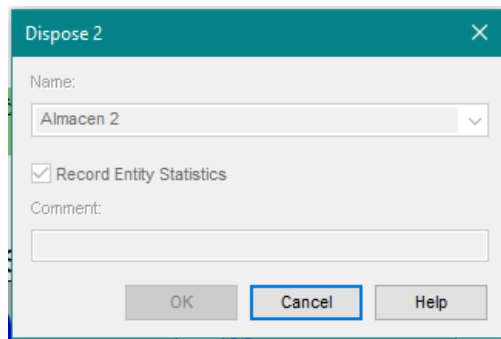 Dispose 2
Name:
Almacen 2
Record Entity Statistics
Comment:
OK Cancel Help